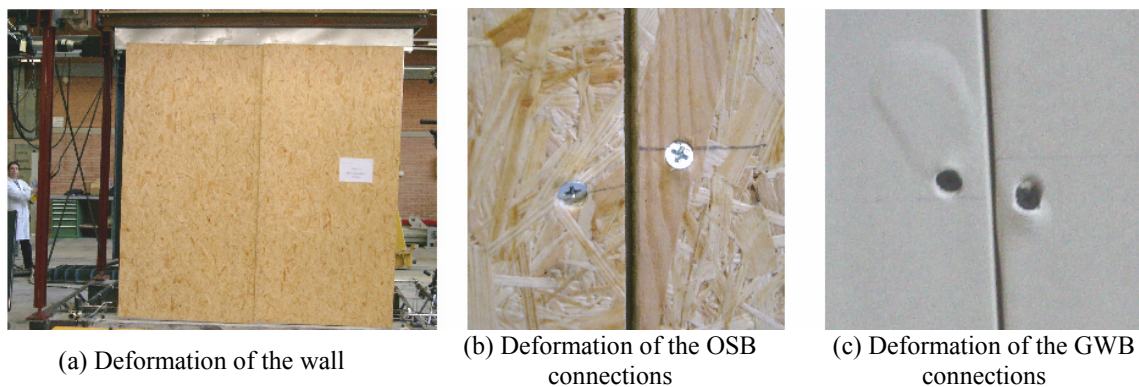 (a) Deformation of the wall
(b) Deformation of the OSB
connections
(c) Deformation of the GWB
connections